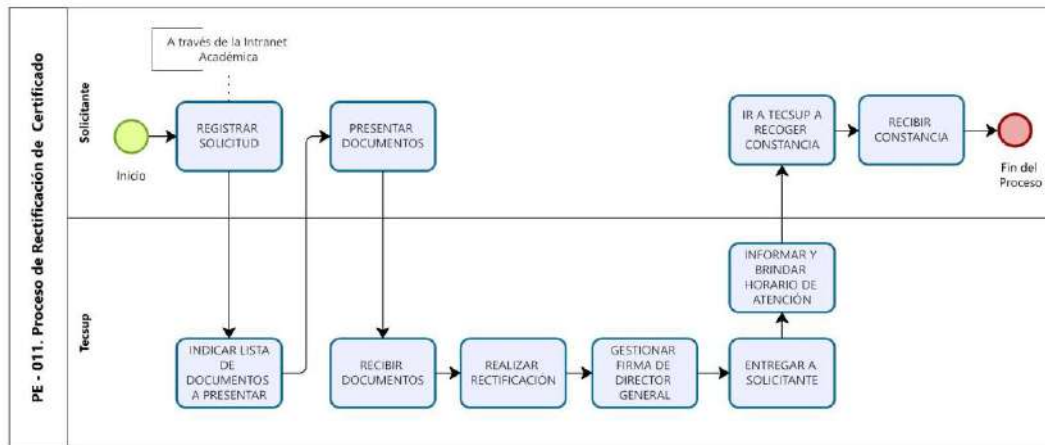 PE - 011. Proceso de Rectificación de Certificado
Solicitante
A través de la Intranet
Académica
Inicio
REGISTRAR
SOLICITUD
PRESENTAR
DOCUMENTOS
IR A TECSUP A
RECOGER
CONSTANCIA
RECIBIR
CONSTANCIA
Fin del
Proceso
Tecsup
INDICAR LISTA
DE
DOCUMENTOS
A PRESENTAR
RECIBIR
DOCUMENTOS
REALIZAR
RECTIFICACIÓN
GESTIONAR
FIRMA DE
DIRECTOR
GENERAL
ENTREGAR A
SOLICITANTE
INFORMAR Y
BRINDAR
HORARIO DE
ATENCIÓN